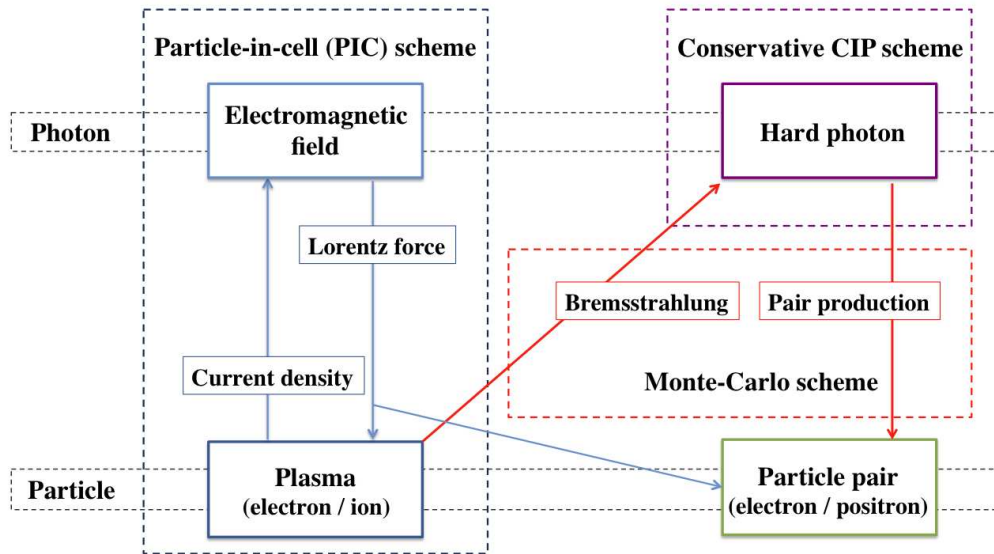 Particle-in-cell (PIC) scheme
Conservative CIP scheme
Photon
Electromagnetic
field
Hard photon
Lorentz force
Bremsstrahlung
Pair production
Current density
Monte-Carlo scheme
Particle
Plasma
(electron / ion)
Particle pair
(electron / positron)